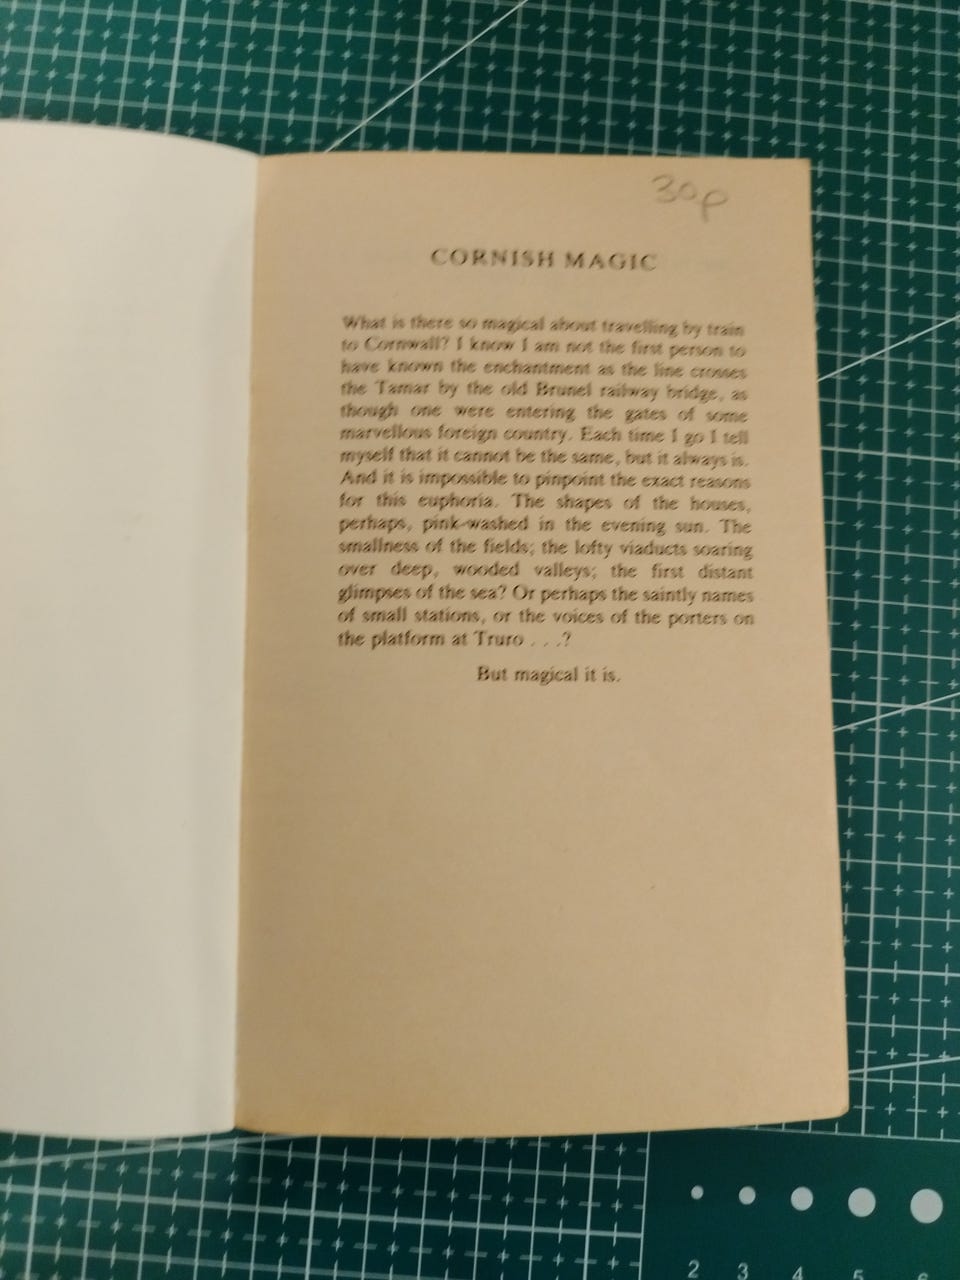 30p
CORNISH MAGIC
What is there so magical about travelling by train
to Cornwall? I know I am not the first person to
have known the enchantment as the line crosses
the Tamar by the old Brunel railway bridge, as
though one were entering the gates of some
marvellous foreign country. Each time I go I tell
myself that it cannot be the same, but it always is.
And it is impossible to pinpoint the exact reasons
for this euphoria. The shapes of the houses,
perhaps, pink-washed in the evening sun. The
smallness of the fields; the lofty viaducts soaring
over deep, wooded valleys; the first distant
glimpses of the sea? Or perhaps the saintly names
of small stations, or the voices of the porters on
the platform at Truro . . .?
But magical it is.
2 3 4 5